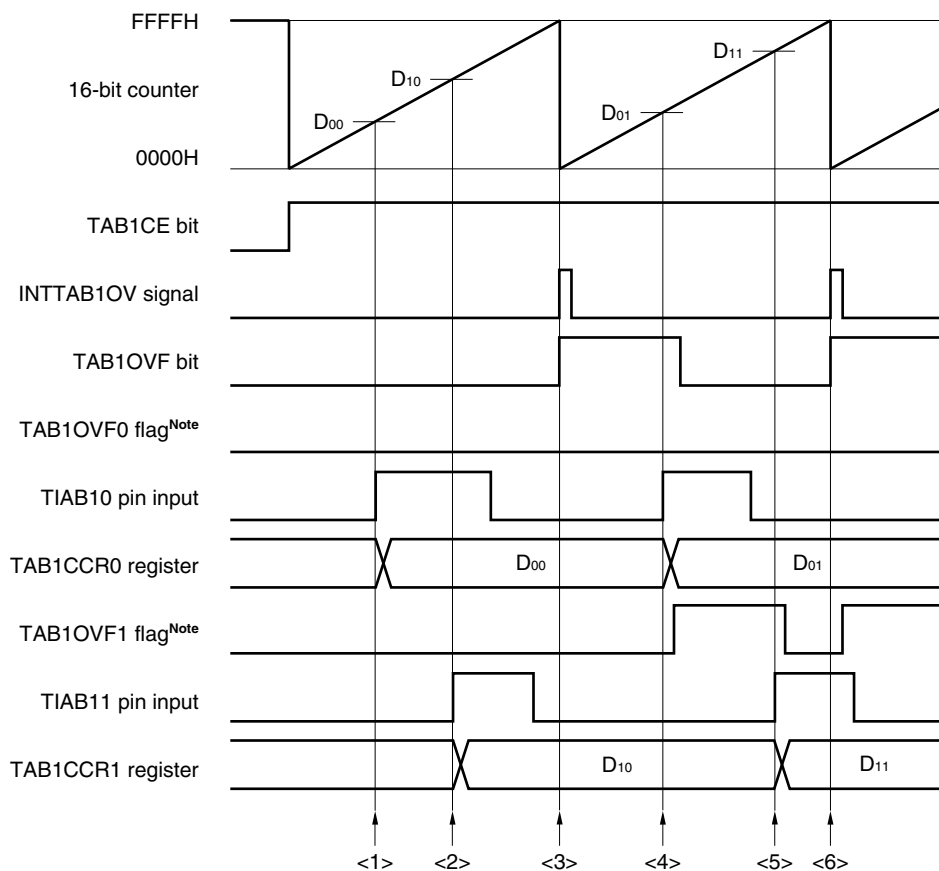 FFFFH
16-bit counter
0000H
D00
D10
D01
D11
TAB1CE bit
INTTAB1OV signal
TAB1OVF bit
TAB1OVF0 flagNote
TIAB10 pin input
TAB1CCR0 register
D00
D01
TAB1OVF1 flagNote
TIAB11 pin input
TAB1CCR1 register
D10
D11
<1> <2> <3> <4> <5> <6>